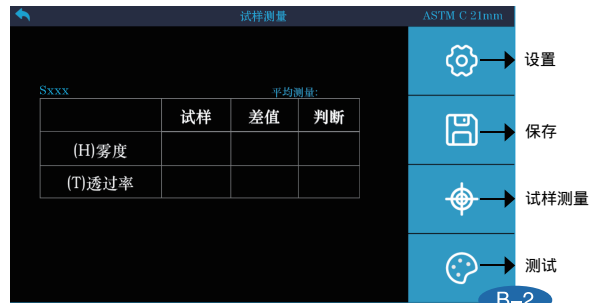 试样测量 ASTM C 21mm
设置
Sxxx 平均测量:
试样 差值 判断
保存
(H)雾度
(T)透过率
试样测量
测试
B-2